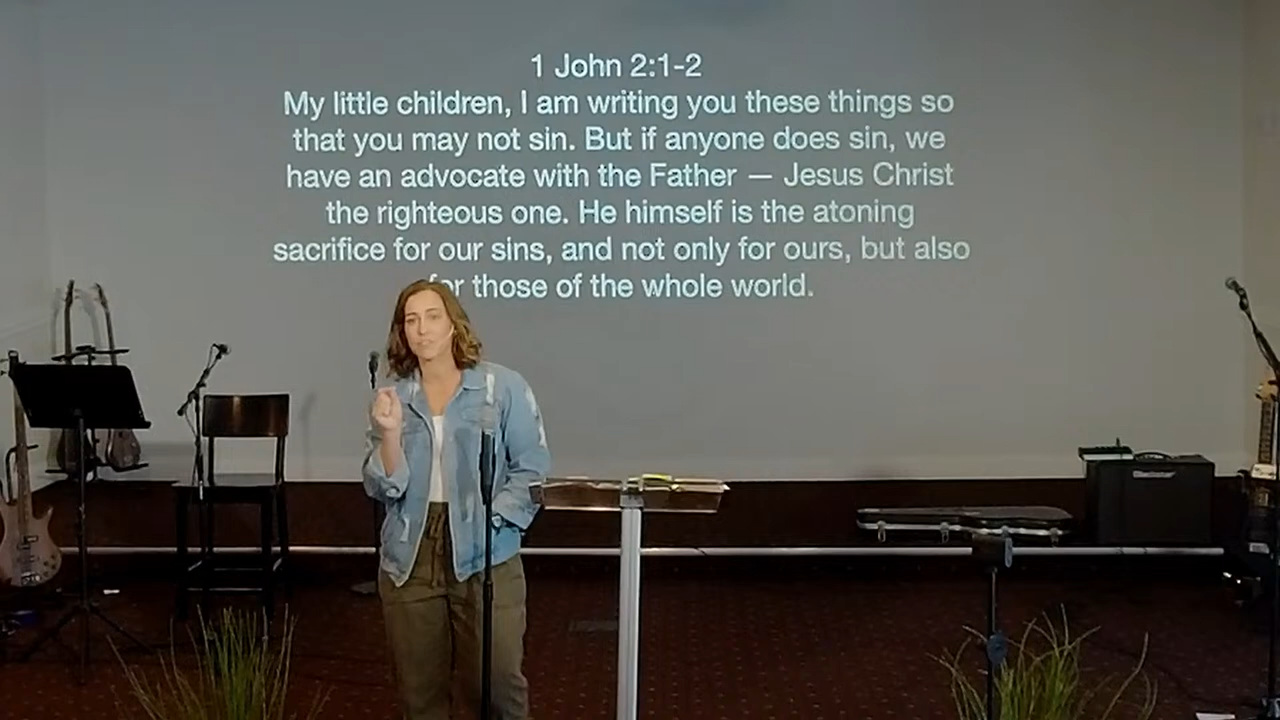 1 John 2:1-2
My little children, I am writing you these things so
that you may not sin. But if anyone does sin, we
have an advocate with the Father — Jesus Christ
the righteous one. He himself is the atoning
sacrifice for our sins, and not only for ours, but also
for those of the whole world.